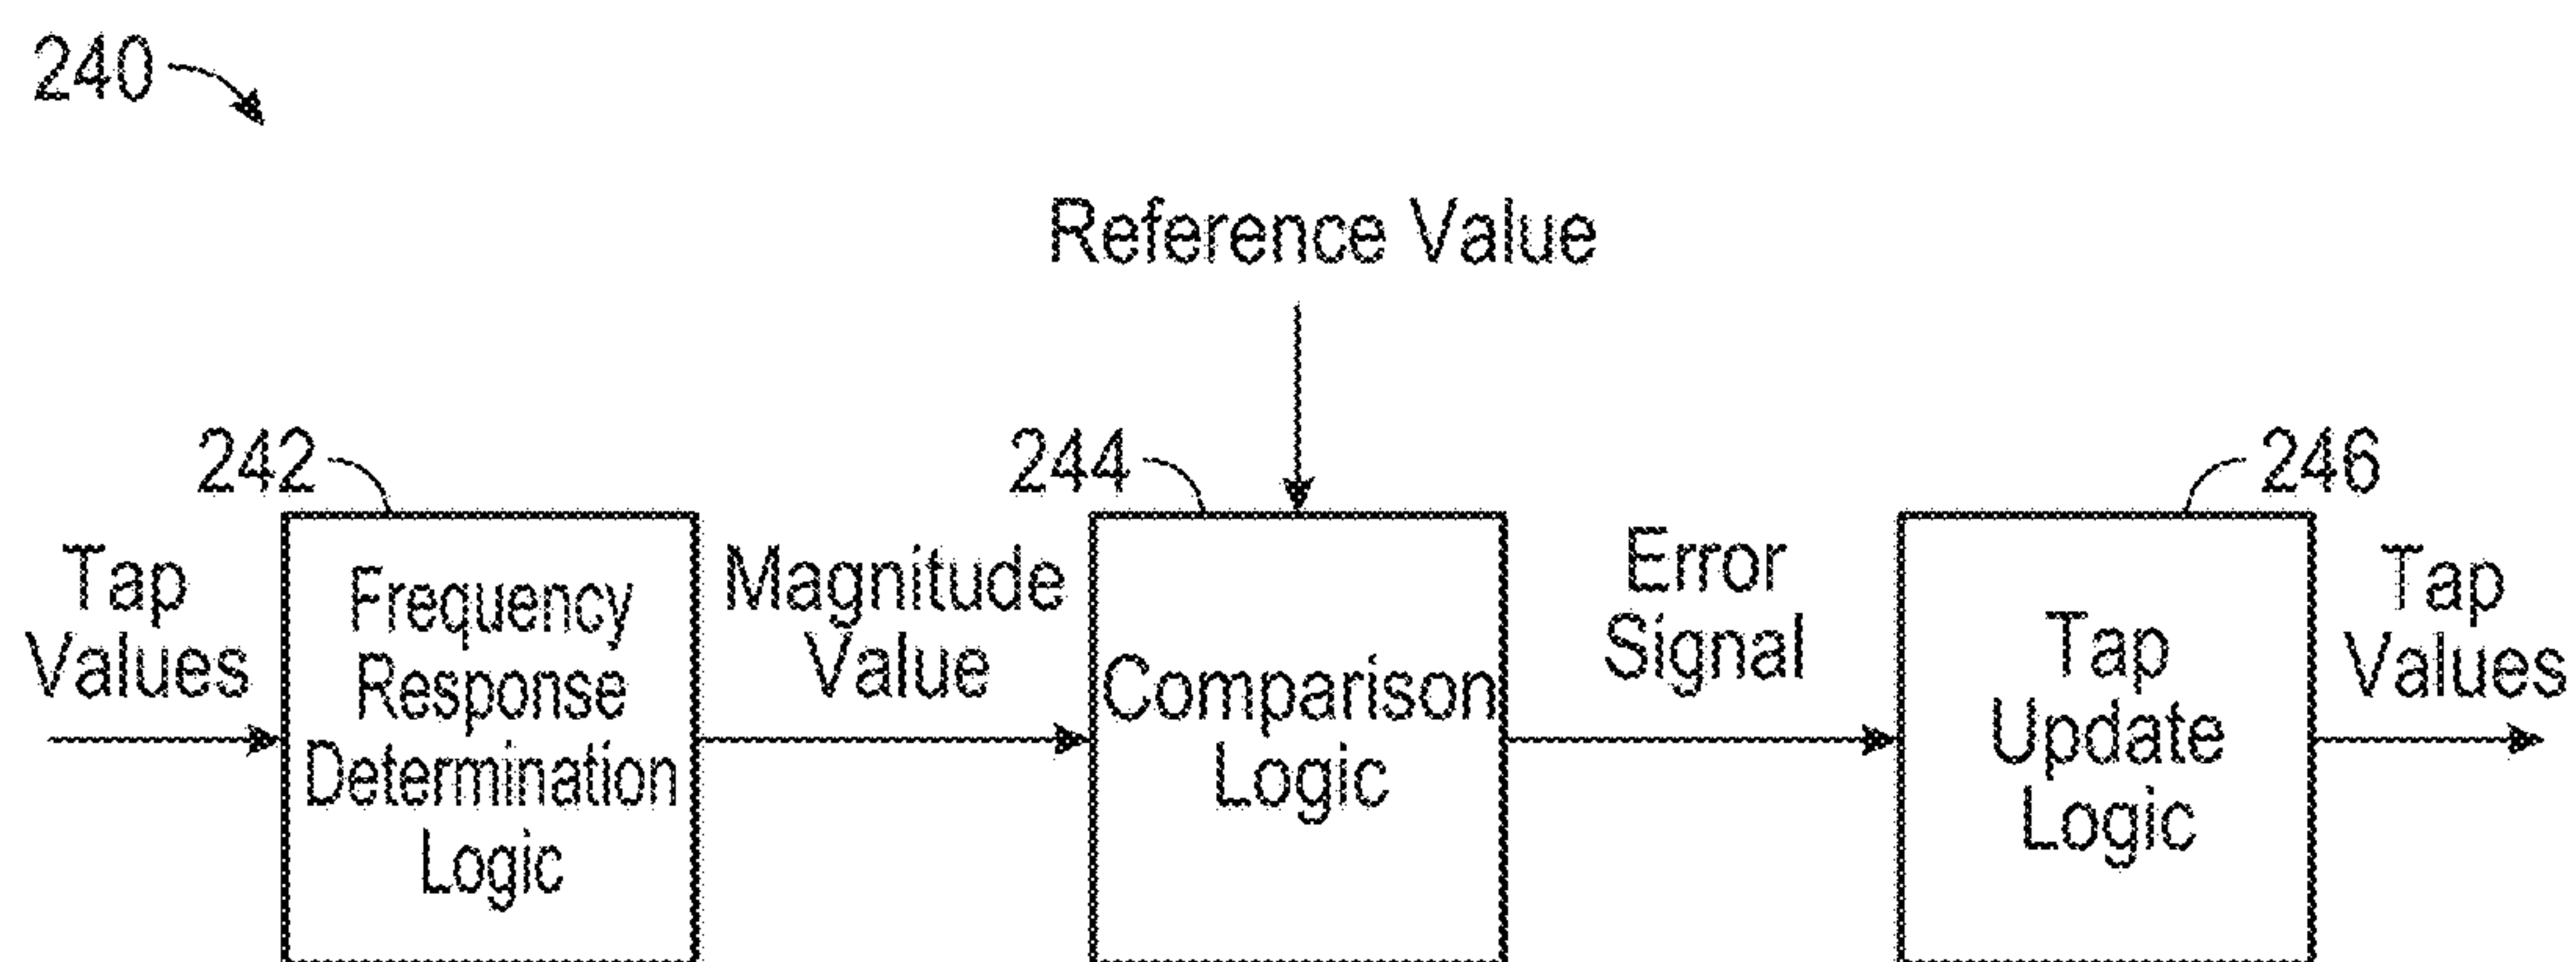 240
Reference Value
242
244
246
Tap
Values
Frequency
Response
Determination
Logic
Magnitude
Value
Comparison
Logic
Error
Signal
Tap
Update
Logic
Tap
Values